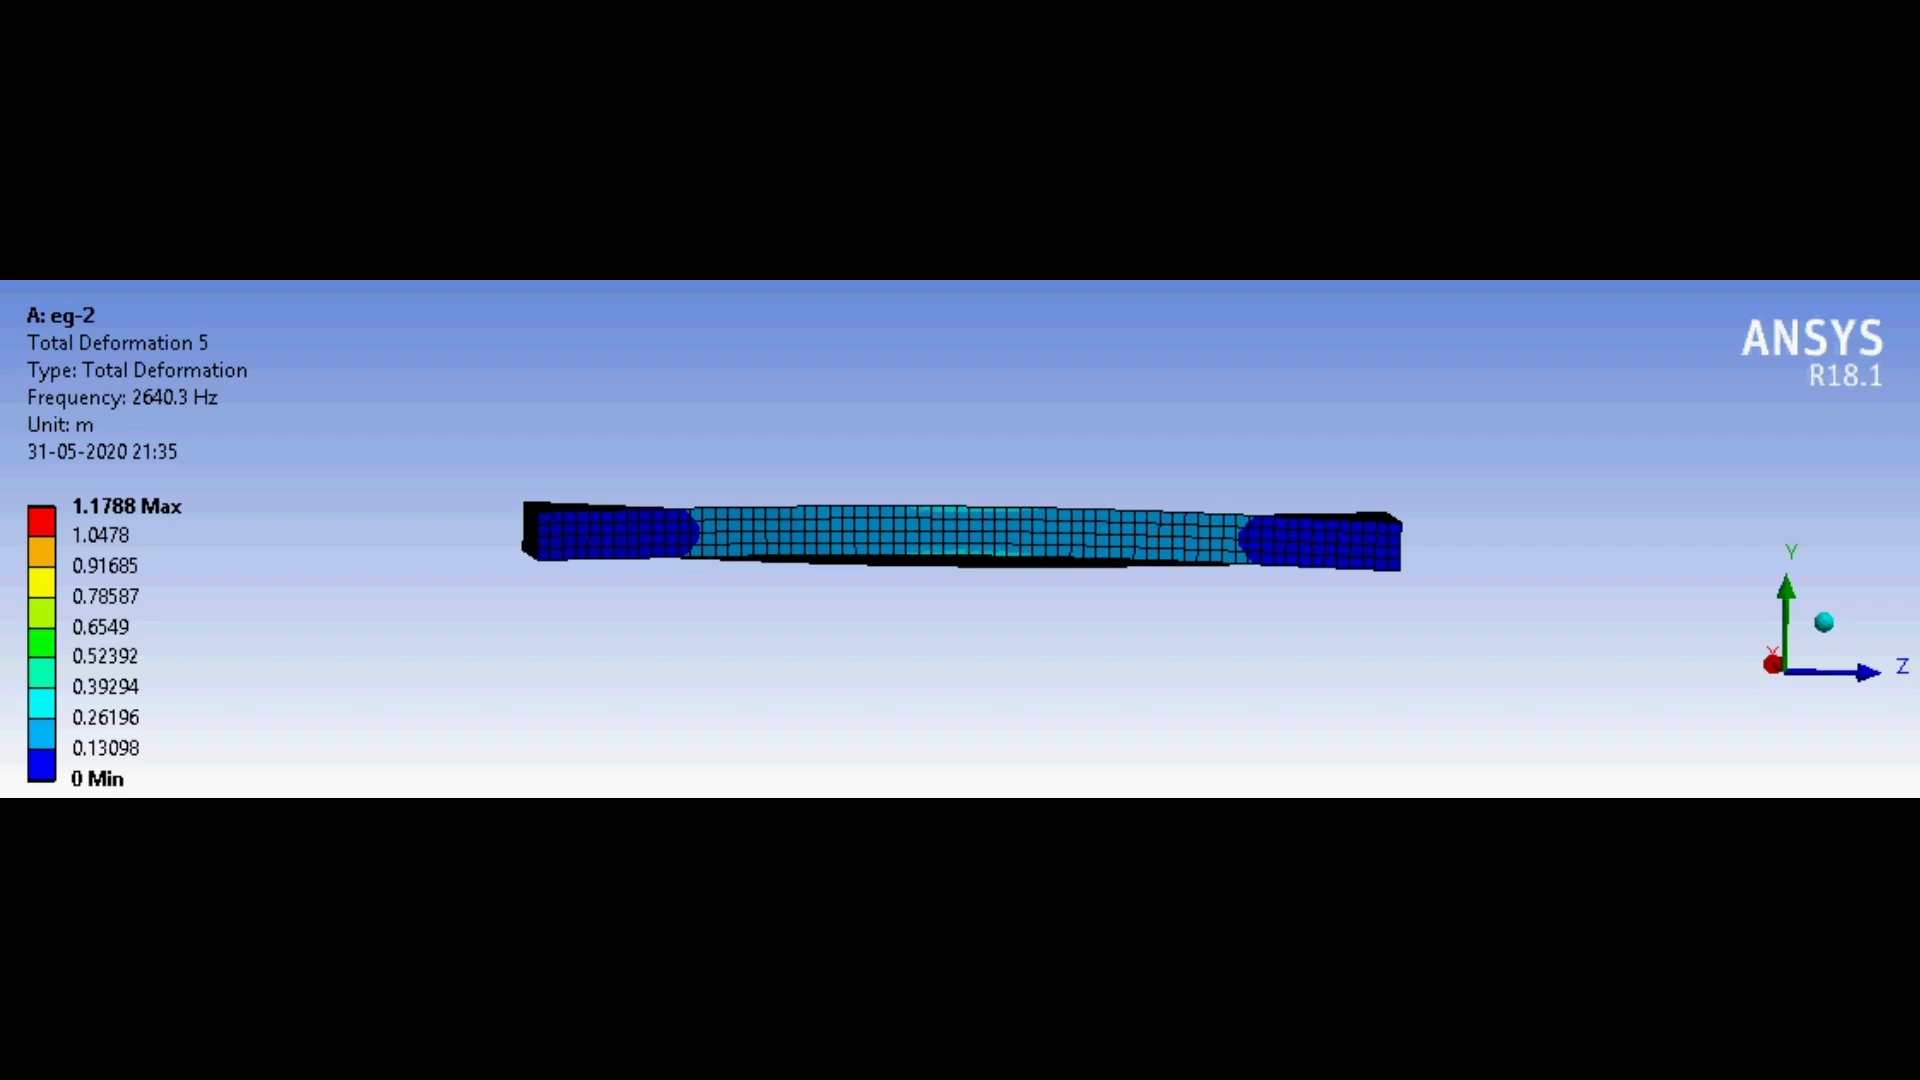 A: eg-2
Total Deformation 5
Type: Total Deformation
Frequency: 2640.3 Hz
Unit: m
31-05-2020 21:35
1.1788 Max
1.0478
0.91685
0.78587
0.6549
0.52392
0.39294
0.26196
0.13098
0 Min
ANSYS
R18.1
Y
X
Z